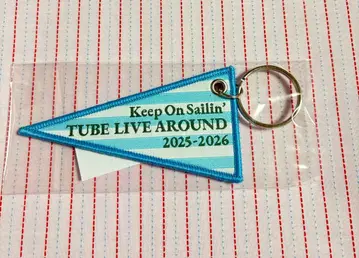 Keep On Sailin'
TUBE LIVE AROUND
2025-2026